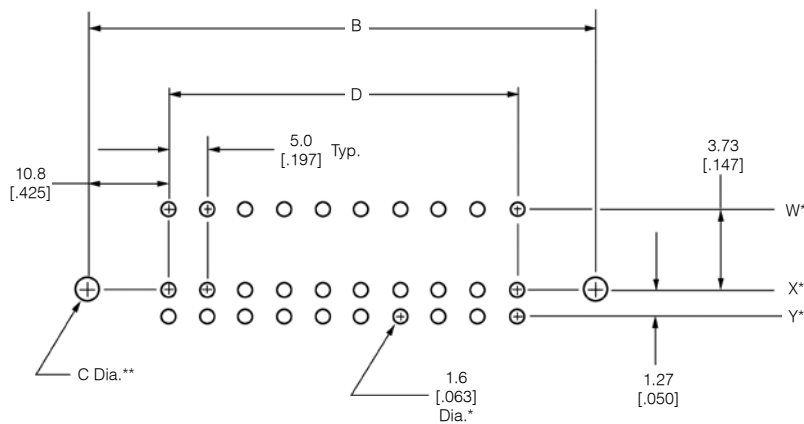 B
D
5.0
[.197]
Typ.
3.73
[.147]
10.8
[.425]
W*
X*
Y*
C Dia.**
1.6
[.063]
Dia.*
1.27
[.050]